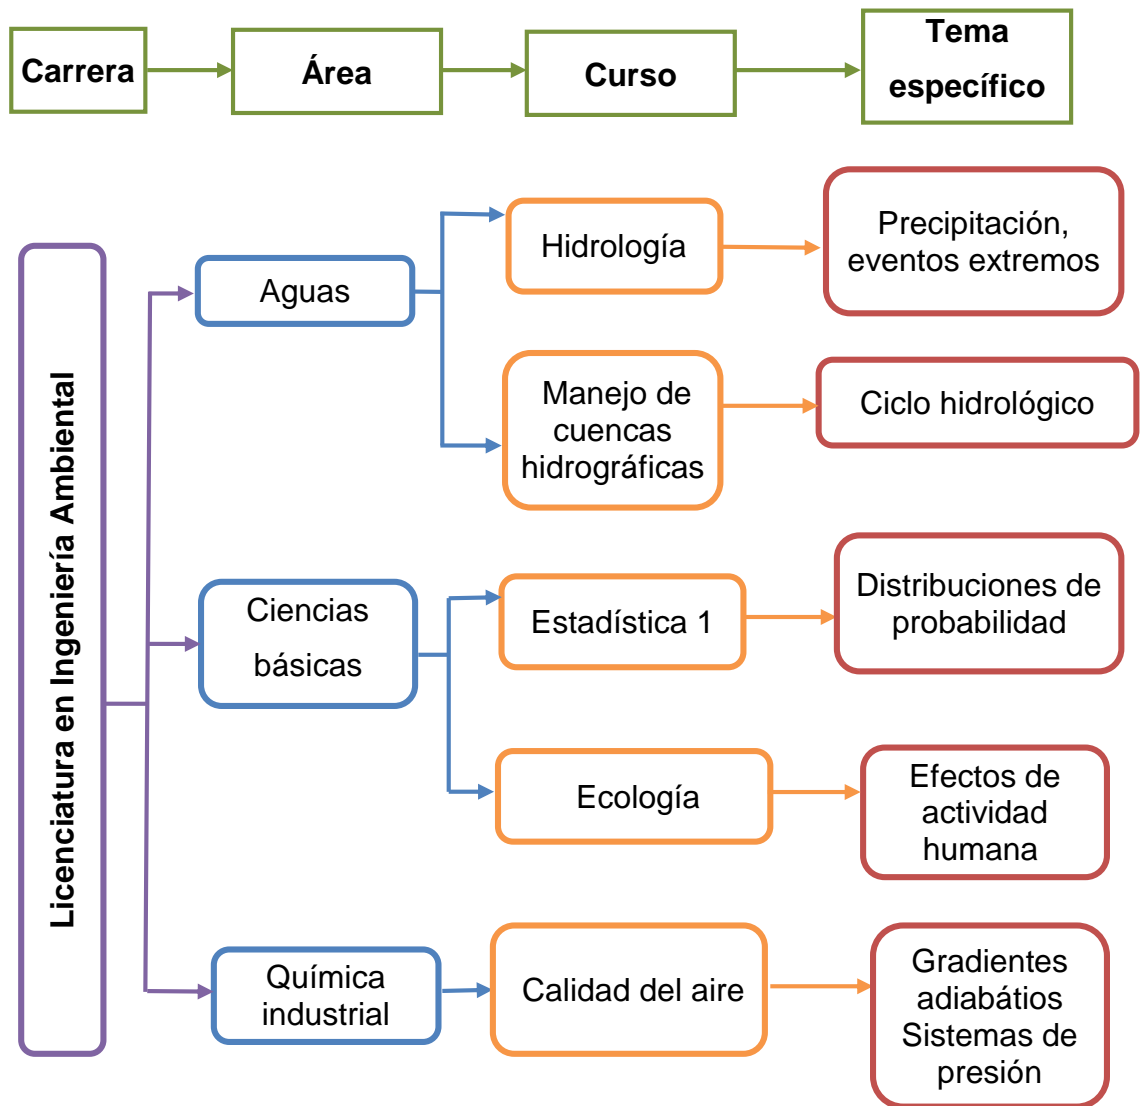 Carrera
Área
Curso
Tema
específico
Licenciatura en Ingeniería Ambiental
Aguas
Hidrología
Precipitación,
eventos extremos
Manejo de
cuencas
hidrográficas
Ciclo hidrológico
Ciencias
básicas
Estadística 1
Distribuciones de
probabilidad
Ecología
Efectos de
actividad
humana
Química
industrial
Calidad del aire
Gradientes
adiabátios
Sistemas de
presión